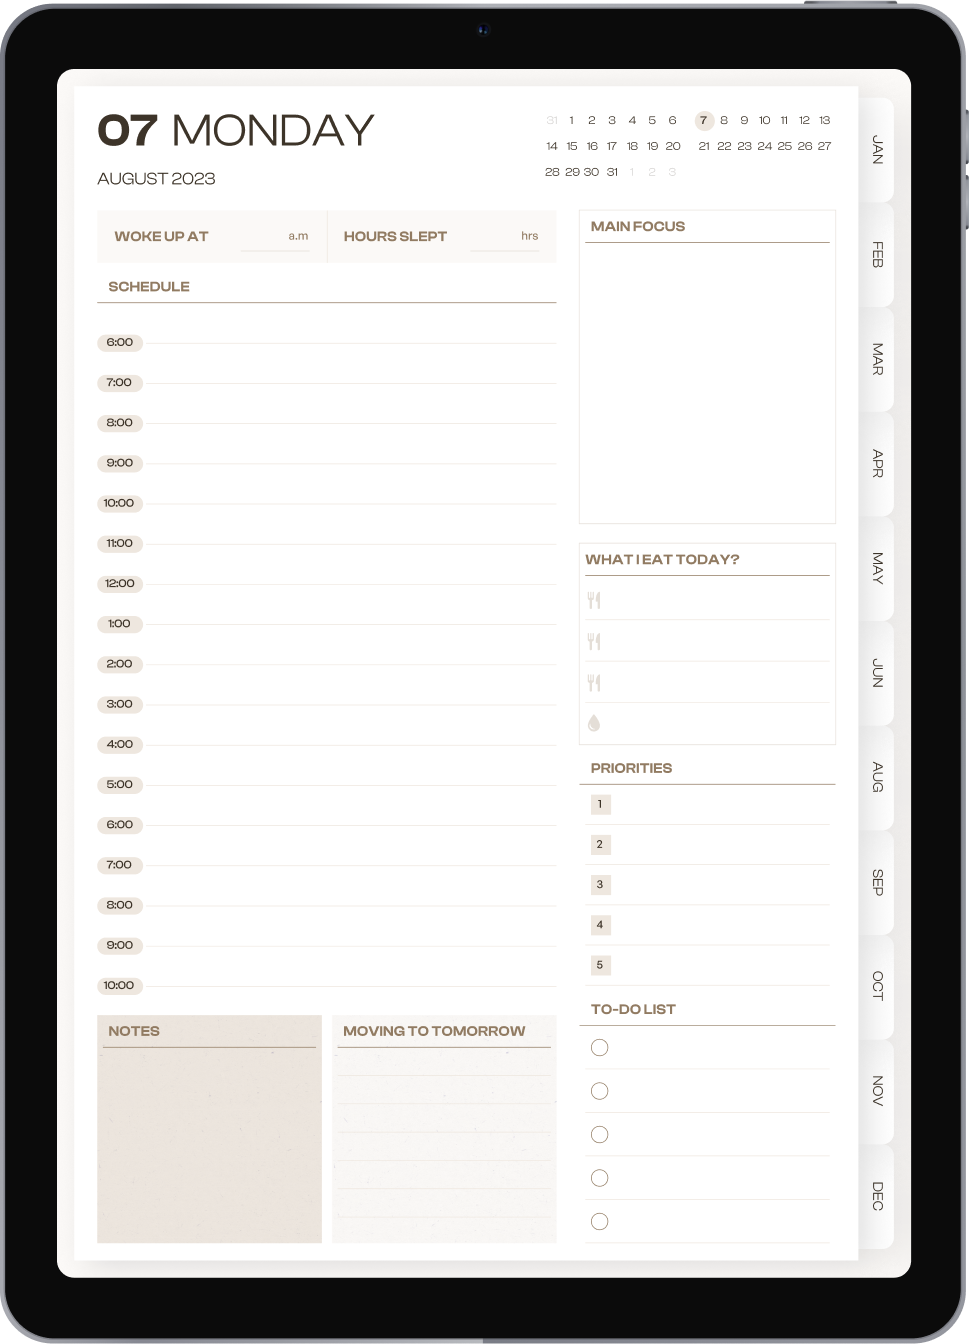 07 MONDAY
AUGUST 2023
31 1 2 3 4 5 6 7 8 9 10 11 12 13
14 15 16 17 18 19 20 21 22 23 24 25 26 27
28 29 30 31 1 2 3
WOKE UP AT a.m
HOURS SLEPT hrs
SCHEDULE
6:00
7:00
8:00
9:00
10:00
11:00
12:00
1:00
2:00
3:00
4:00
5:00
6:00
7:00
8:00
9:00
10:00
NOTES
MOVING TO TOMORROW
MAIN FOCUS
WHAT I EAT TODAY?
PRIORITIES
1
2
3
4
5
TO-DO LIST
JAN
FEB
MAR
APR
MAY
JUN
AUG
SEP
OCT
NOV
DEC